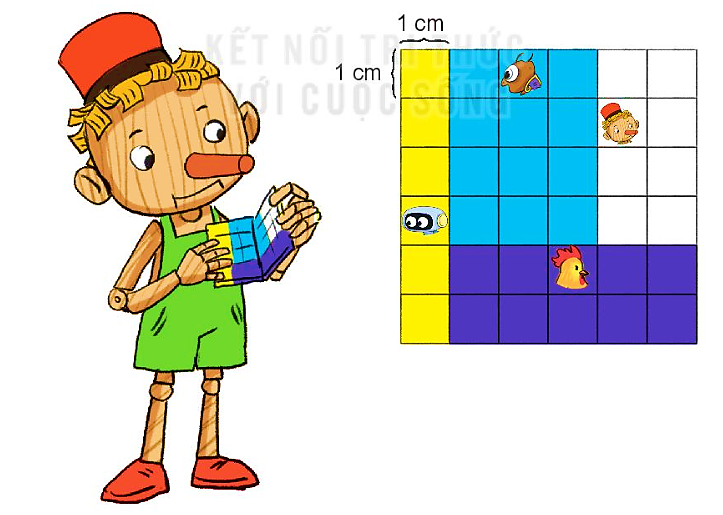 1 cm
KẾT NỐI TRI THỨC
1 cm
VỚI CUỘC SỐNG